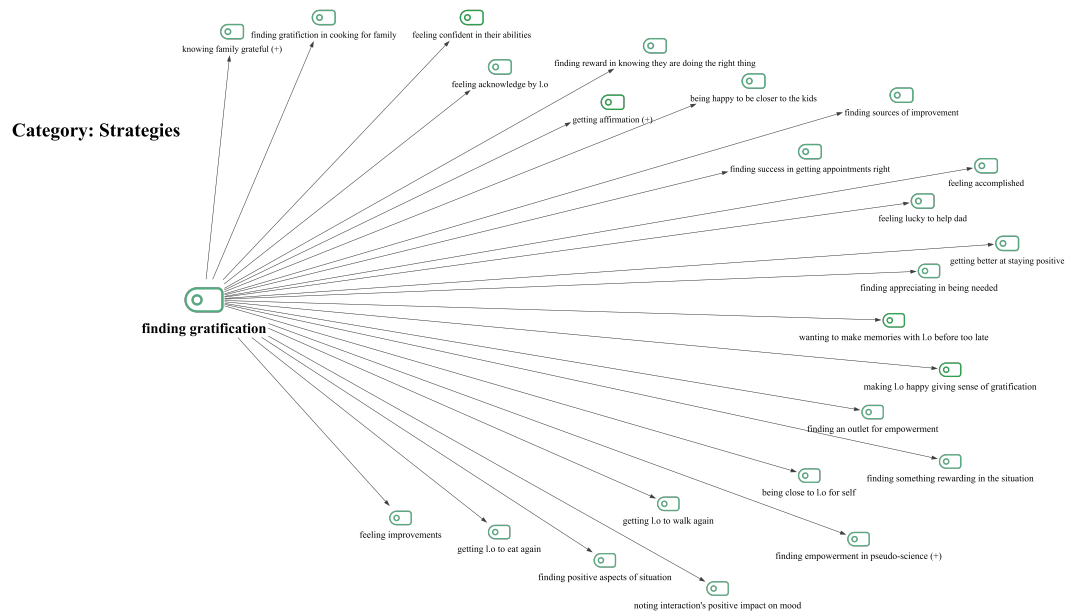 finding gratifiction in cooking for family
feeling confident in their abilities
knowing family grateful (+)
finding reward in knowing they are doing the right thing
feeling acknowledge by l.o
being happy to be closer to the kids
finding sources of improvement
getting affirmation (+)
Category: Strategies
finding success in getting appointments right
feeling accomplished
feeling lucky to help dad
getting better at staying positive
finding appreciating in being needed
finding gratification
wanting to make memories with l.o before too late
making l.o happy giving sense of gratification
finding an outlet for empowerment
finding something rewarding in the situation
being close to l.o for self
getting l.o to walk again
feeling improvements
getting l.o to eat again
finding empowerment in pseudo-science (+)
finding positive aspects of situation
noting interaction's positive impact on mood